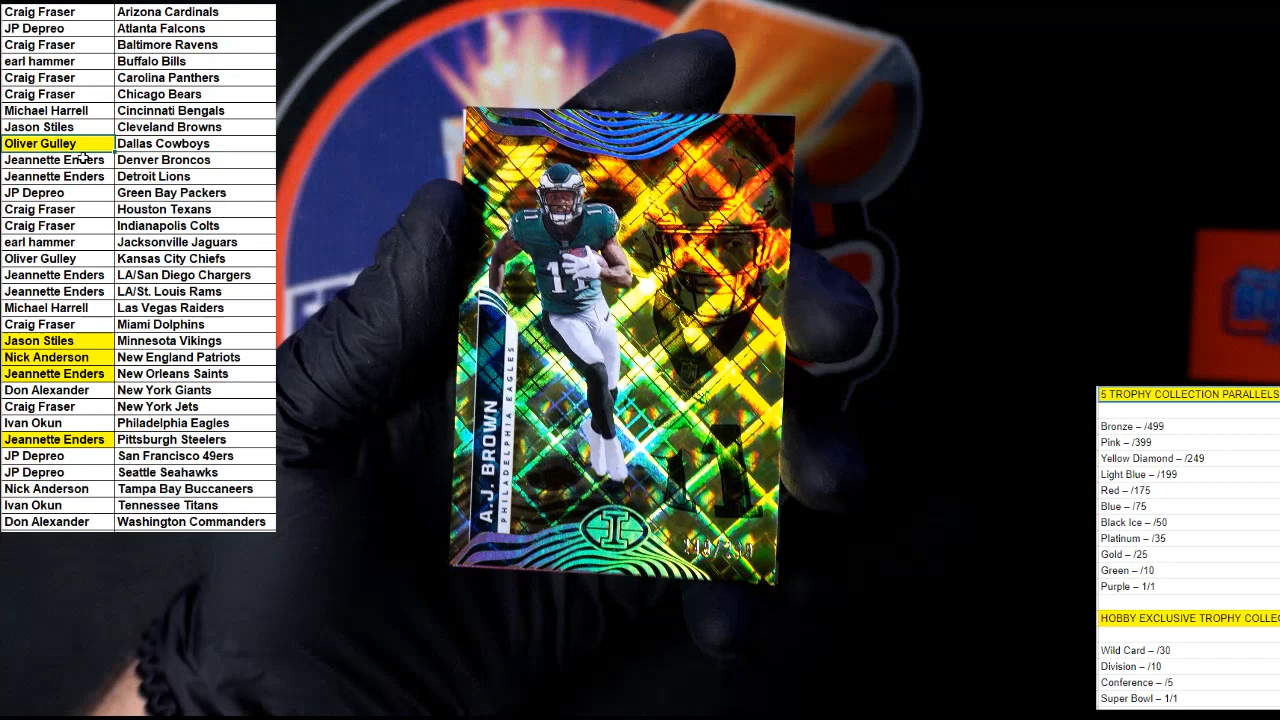 Craig Fraser Arizona Cardinals
JP Depreo Atlanta Falcons
Craig Fraser Baltimore Ravens
earl hammer Buffalo Bills
Craig Fraser Carolina Panthers
Craig Fraser Chicago Bears
Michael Harrell Cincinnati Bengals
Jason Stiles Cleveland Browns
Oliver Gulley Dallas Cowboys
Jeannette Enders Denver Broncos
Jeannette Enders Detroit Lions
JP Depreo Green Bay Packers
Craig Fraser Houston Texans
Craig Fraser Indianapolis Colts
earl hammer Jacksonville Jaguars
Oliver Gulley Kansas City Chiefs
Jeannette Enders LA/San Diego Chargers
Jeannette Enders LA/St. Louis Rams
Michael Harrell Las Vegas Raiders
Craig Fraser Miami Dolphins
Jason Stiles Minnesota Vikings
Nick Anderson New England Patriots
Jeannette Enders New Orleans Saints
Don Alexander New York Giants
Craig Fraser New York Jets
Ivan Okun Philadelphia Eagles
Jeannette Enders Pittsburgh Steelers
JP Depreo San Francisco 49ers
JP Depreo Seattle Seahawks
Nick Anderson Tampa Bay Buccaneers
Ivan Okun Tennessee Titans
Don Alexander Washington Commanders
11
11
A.J. BROWN
PHILADELPHIA EAGLES
I
5 TROPHY COLLECTION PARALLELS
Bronze – /499
Pink – /399
Yellow Diamond – /249
Light Blue – /199
Red – /175
Blue – /75
Black Ice – /50
Platinum – /35
Gold – /25
Green – /10
Purple – 1/1
HOBBY EXCLUSIVE TROPHY COLLEC
Wild Card – /30
Division – /10
Conference – /5
Super Bowl – 1/1